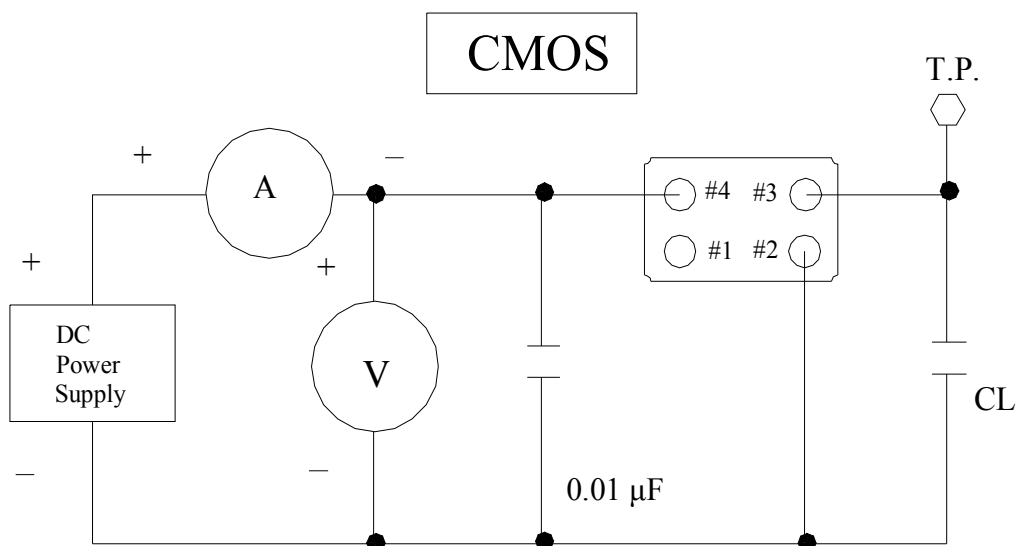 CMOS
T.P.
+
A
–
#4 #3
#1 #2
+
+
DC
Power
Supply
V
CL
–
–
0.01 μF